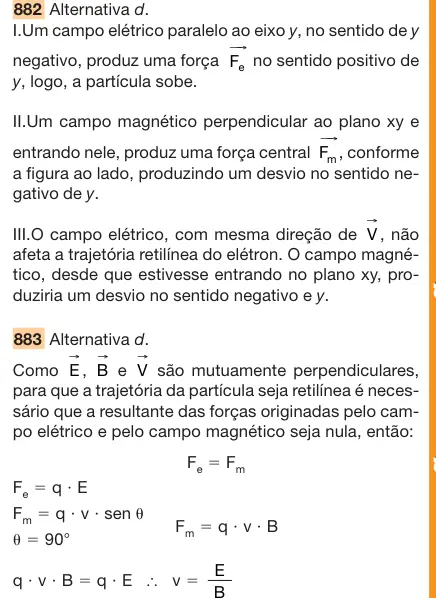 882 Alternativa d.
I.Um campo elétrico paralelo ao eixo y, no sentido de y
negativo, produz uma força Fₑ no sentido positivo de
y, logo, a partícula sobe.
II.Um campo magnético perpendicular ao plano xy e
entrando nele, produz uma força central Fₘ, conforme
a figura ao lado, produzindo um desvio no sentido ne-
gativo de y.
III.O campo elétrico, com mesma direção de V, não
afeta a trajetória retilínea do elétron. O campo magné-
tico, desde que estivesse entrando no plano xy, pro-
duziria um desvio no sentido negativo e y.
883 Alternativa d.
Como E, B e V são mutuamente perpendiculares,
para que a trajetória da partícula seja retilínea é neces-
sário que a resultante das forças originadas pelo cam-
po elétrico e pelo campo magnético seja nula, então:
Fₑ = Fₘ
Fₑ = q · E
Fₘ = q · v · sen θ
θ = 90°
Fₘ = q · v · B
q · v · B = q · E ∴ v = E/B